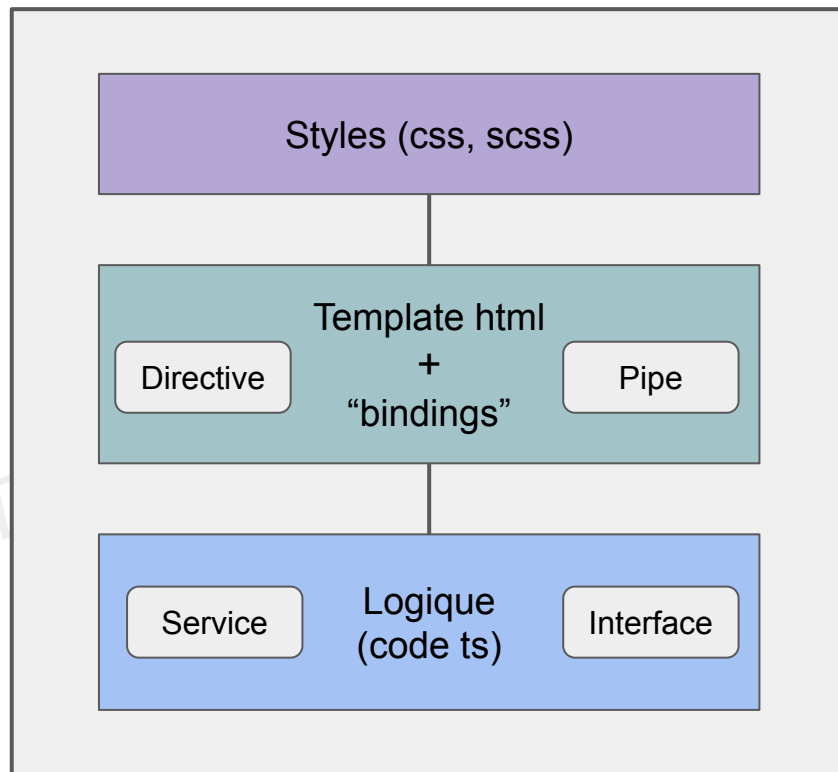 Styles (css, scss)
Template html
+
“bindings”
Directive
Pipe
Logique
(code ts)
Service
Interface